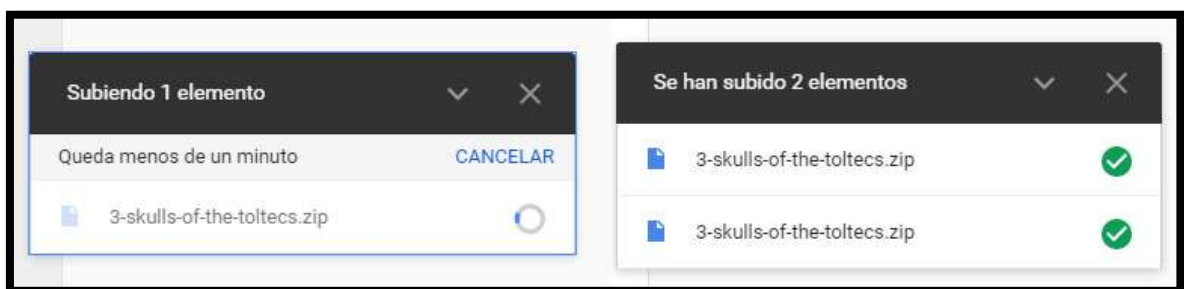 Subiendo 1 elemento
Queda menos de un minuto CANCELAR
3-skulls-of-the-toltecs.zip
Se han subido 2 elementos
3-skulls-of-the-toltecs.zip
3-skulls-of-the-toltecs.zip